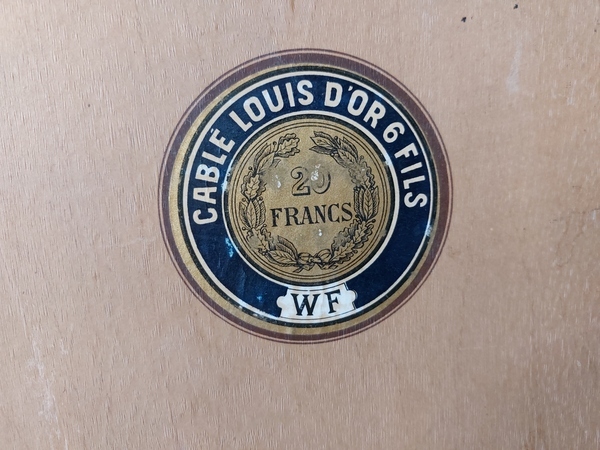 CABLÉ LOUIS D'OR 6 FILS
20
FRANCS
WF